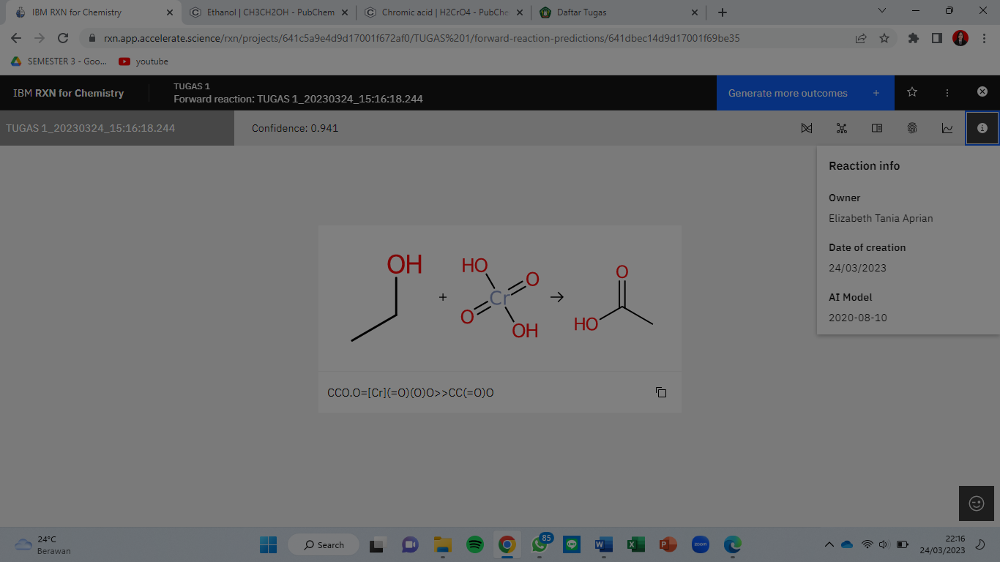 IBM RXN for Chemistry
Ethanol | CH3CH2OH - PubChem
Chromic acid | H2CrO4 - PubChe
Daftar Tugas
rxn.app.accelerate.science/rxn/projects/641c5a9e4d9d17001f672af0/TUGAS%201/forward-reaction-predictions/641dbec14d9d17001f69be35
SEMESTER 3 - Goo...
youtube
IBM RXN for Chemistry
TUGAS 1
Forward reaction: TUGAS 1_20230324_15:16:18.244
Generate more outcomes +
TUGAS 1_20230324_15:16:18.244
Confidence: 0.941
Reaction info
Owner
Elizabeth Tania Aprian
Date of creation
24/03/2023
AI Model
2020-08-10
OH
+
HO
O
Cr
O
OH
→
O
HO
CCO.O=[Cr](=O)(O)O>>CC(=O)O
24°C
Berawan
Search
85
LINE
W
X
P
zoom
22:16
24/03/2023